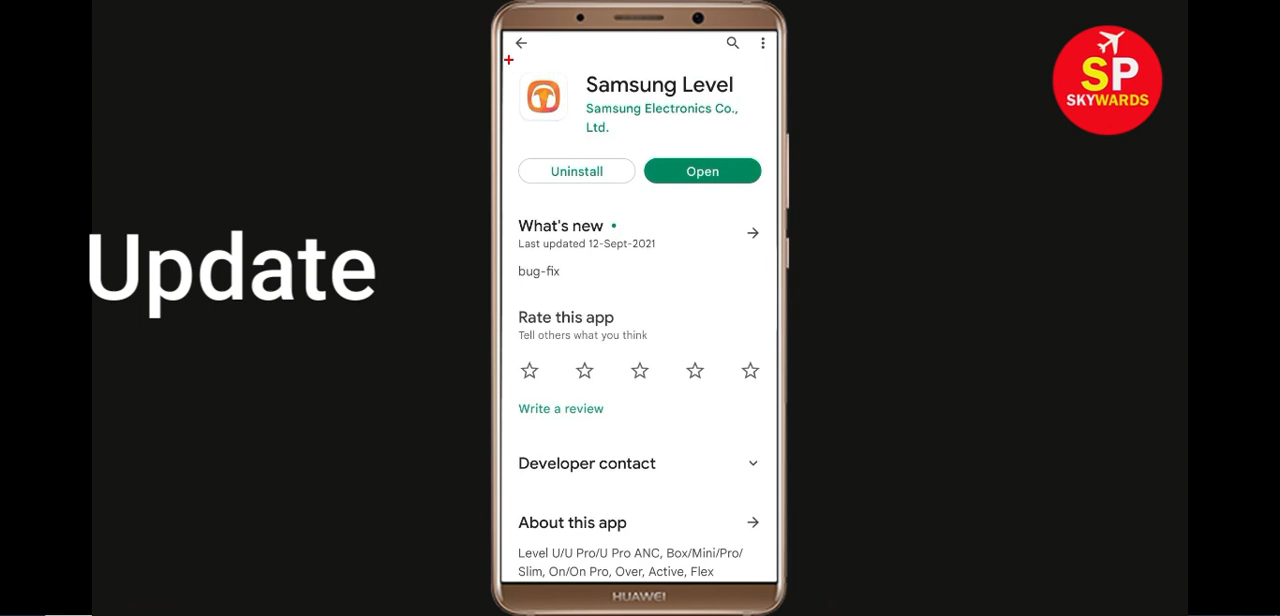 SP
SKYWARDS
Update
Samsung Level
Samsung Electronics Co.,
Ltd.
Uninstall
Open
What's new
Last updated 12-Sept-2021
bug-fix
Rate this app
Tell others what you think
Write a review
Developer contact
About this app
Level U/U Pro/U Pro ANC, Box/Mini/Pro/
Slim, On/On Pro, Over, Active, Flex
HUAWEI